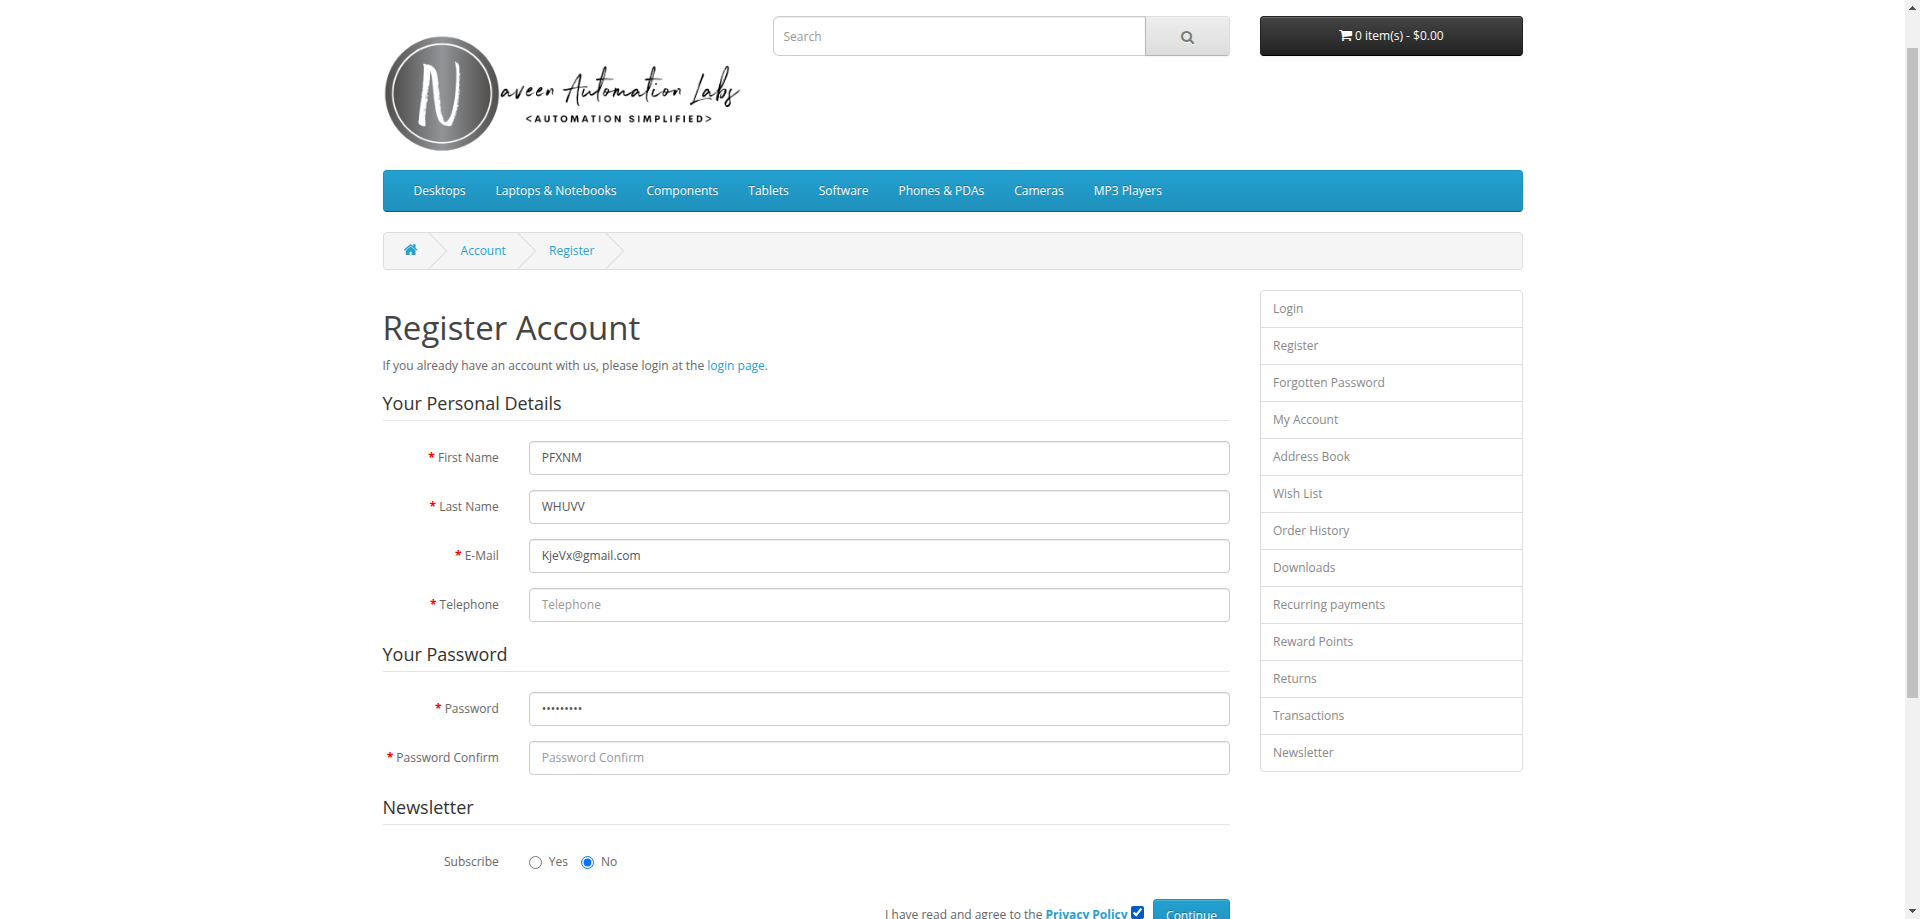 Search
0 item(s) - $0.00
N
aveen Automation Labs
<AUTOMATION SIMPLIFIED>
Desktops Laptops & Notebooks Components Tablets Software Phones & PDAs Cameras MP3 Players
Account Register
Register Account
If you already have an account with us, please login at the login page.
Your Personal Details
* First Name PFXNM
* Last Name WHUVV
* E-Mail KjeVx@gmail.com
* Telephone Telephone
Your Password
* Password •••••••••
* Password Confirm Password Confirm
Newsletter
Subscribe Yes No
I have read and agree to the Privacy Policy Continue
Login
Register
Forgotten Password
My Account
Address Book
Wish List
Order History
Downloads
Recurring payments
Reward Points
Returns
Transactions
Newsletter